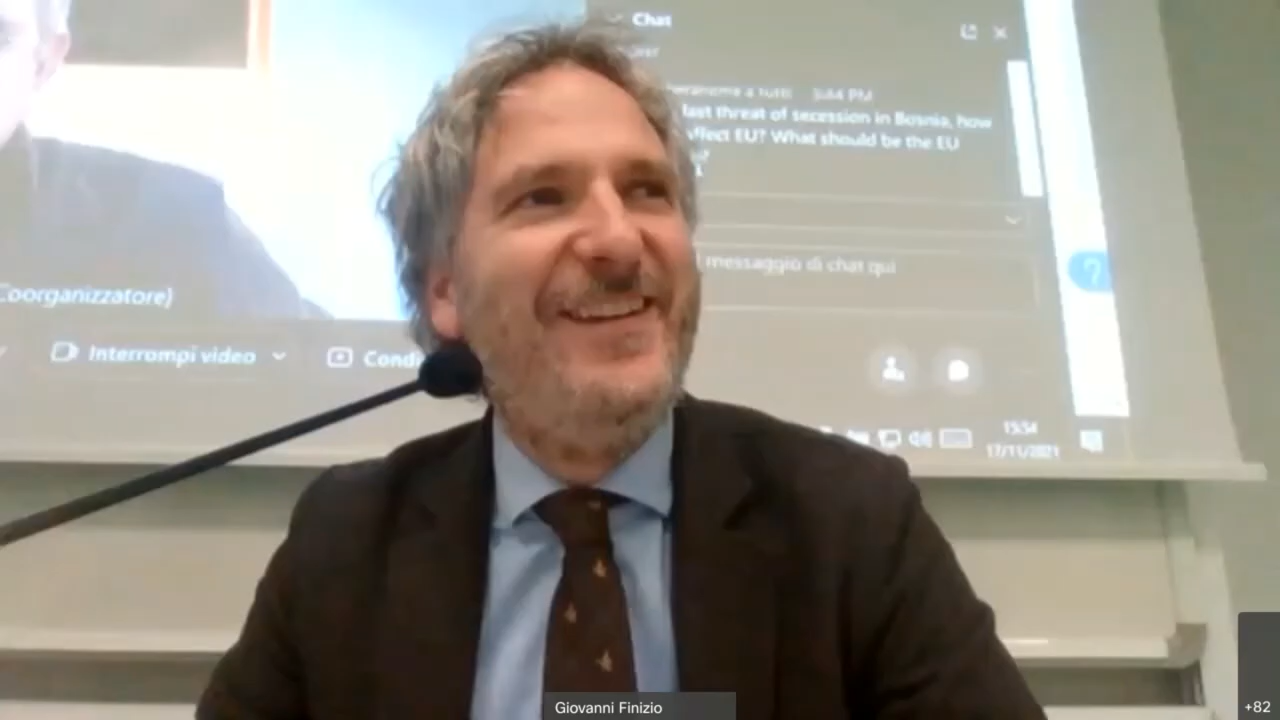 Chat
3:44 PM
last threat of secession in Bosnia, how
EU? What should be the EU
messaggio di chat qui
Coorganizzatore)
Interrompi video
Condi
15:54
17/11/2021
Giovanni Finizio
+82